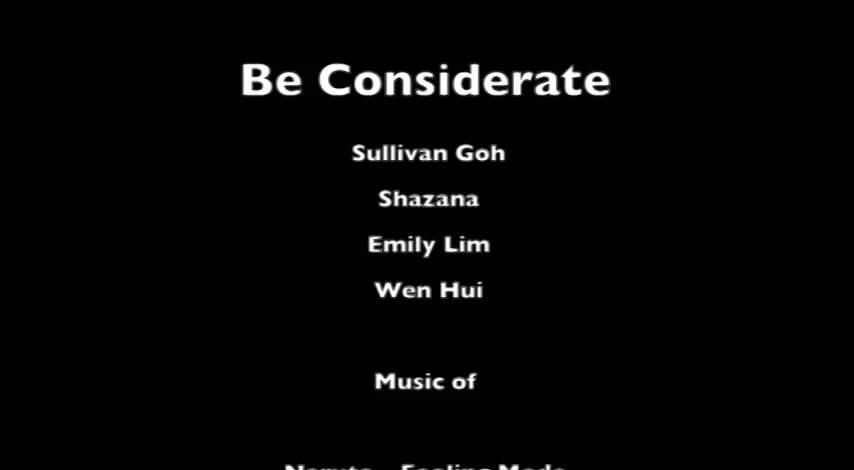 Be Considerate
Sullivan Goh
Shazana
Emily Lim
Wen Hui
Music of